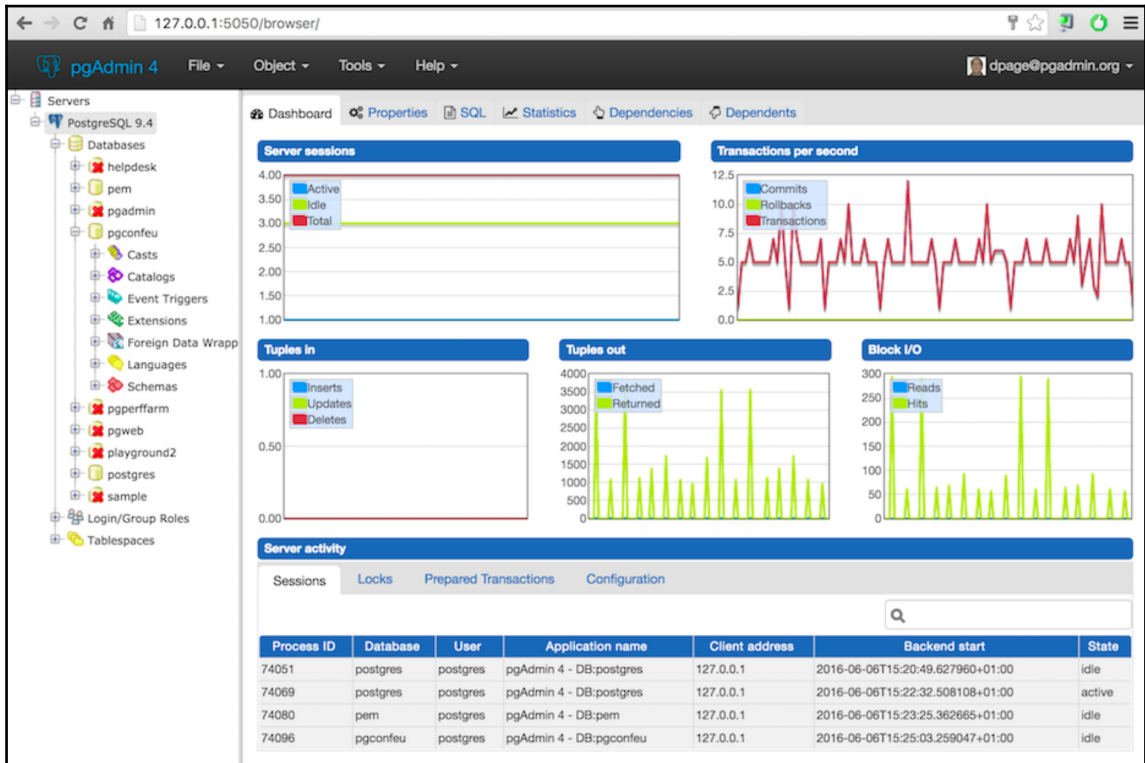 127.0.0.1:5050/browser/
pgAdmin 4 File Object Tools Help dpage@pgadmin.org
Servers
PostgreSQL 9.4
Databases
helpdesk
pem
pgadmin
pgconfeu
Casts
Catalogs
Event Triggers
Extensions
Foreign Data Wrapp
Languages
Schemas
pgperffarm
pgweb
playground2
postgres
sample
Login/Group Roles
Tablespaces
Dashboard Properties SQL Statistics Dependencies Dependents
Server sessions
4.00
3.50
3.00
2.50
2.00
1.50
1.00
Active
Idle
Total
Transactions per second
12.5
10.0
7.5
5.0
2.5
0.0
Commits
Rollbacks
Transactions
Tuples in
1.00
0.50
0.00
Inserts
Updates
Deletes
Tuples out
4000
3500
3000
2500
2000
1500
1000
500
0
Fetched
Returned
Block I/O
300
250
200
150
100
50
0
Reads
Hits
Server activity
Sessions Locks Prepared Transactions Configuration
Process ID Database User Application name Client address Backend start State
74051 postgres postgres pgAdmin 4 - DB:postgres 127.0.0.1 2016-06-06T15:20:49.627960+01:00 idle
74069 postgres postgres pgAdmin 4 - DB:postgres 127.0.0.1 2016-06-06T15:22:32.508108+01:00 active
74080 pem postgres pgAdmin 4 - DB:pem 127.0.0.1 2016-06-06T15:23:25.362665+01:00 idle
74096 pgconfeu postgres pgAdmin 4 - DB:pgconfeu 127.0.0.1 2016-06-06T15:25:03.259047+01:00 idle